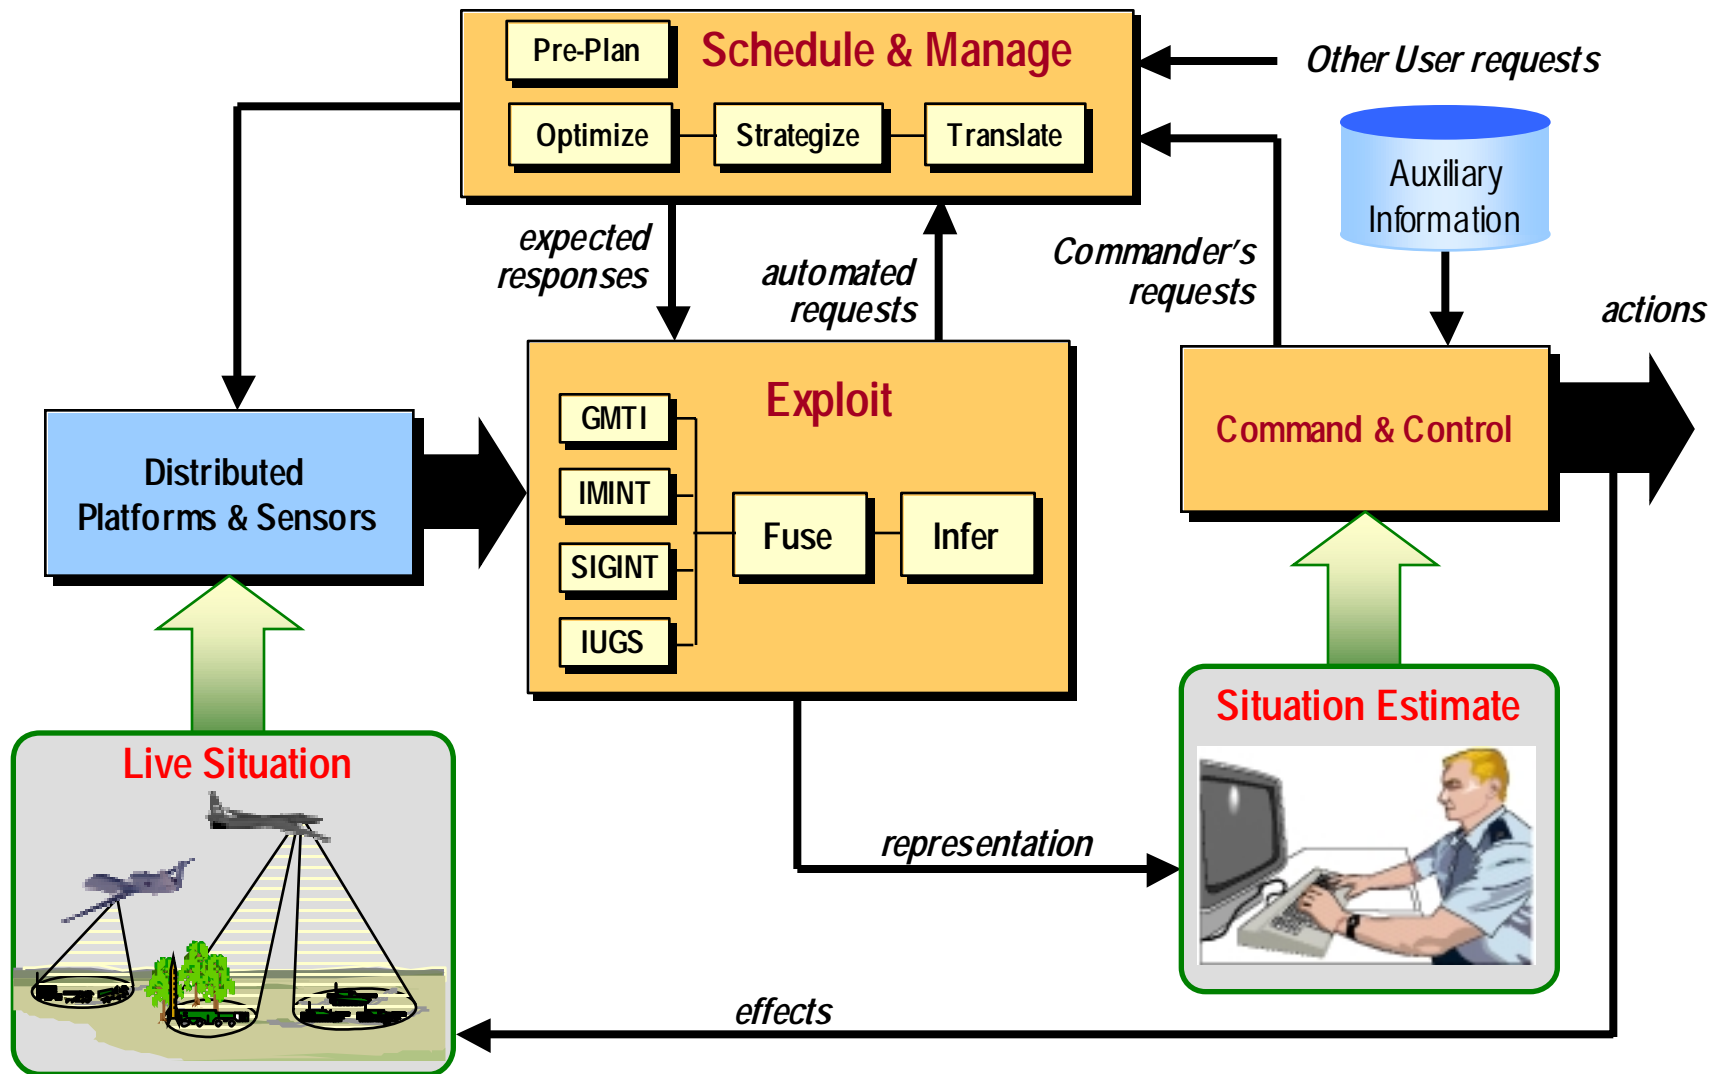 Pre-Plan
Schedule & Manage
Other User requests
Optimize
Strategize
Translate
Auxiliary
Information
expected
responses
automated
requests
Commander's
requests
actions
Exploit
GMTI
IMINT
SIGINT
IUGS
Fuse
Infer
Command & Control
Distributed
Platforms & Sensors
Situation Estimate
Live Situation
representation
effects